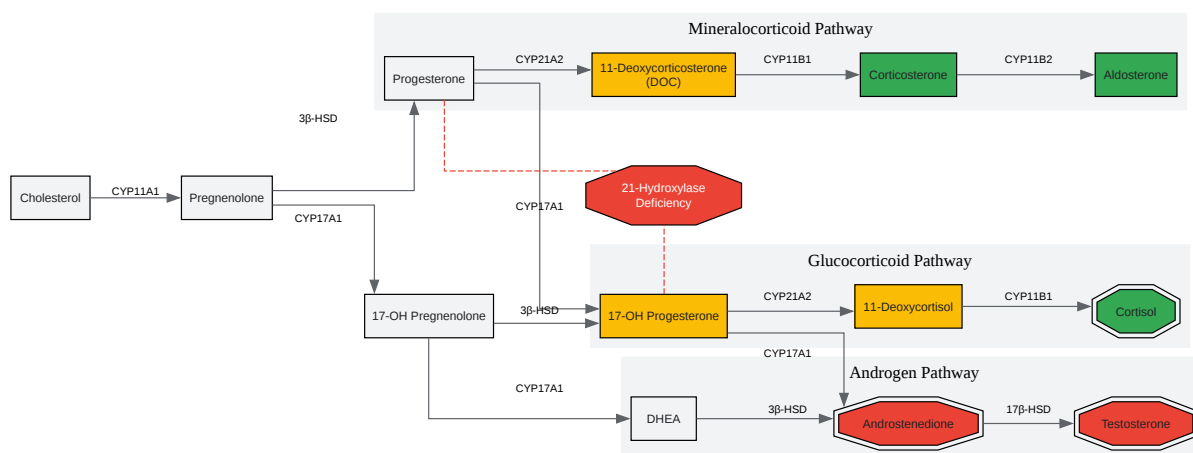 Mineralocorticoid Pathway
CYP21A2
CYP11B1
CYP11B2
Progesterone
11-Deoxycorticosterone
(DOC)
Corticosterone
Aldosterone
3β-HSD
21-Hydroxylase
Deficiency
Cholesterol
CYP11A1
Pregnenolone
CYP17A1
CYP17A1
Glucocorticoid Pathway
17-OH Pregnenolone
3β-HSD
17-OH Progesterone
CYP21A2
11-Deoxycortisol
CYP11B1
Cortisol
CYP17A1
Androgen Pathway
CYP17A1
DHEA
3β-HSD
Androstenedione
17β-HSD
Testosterone